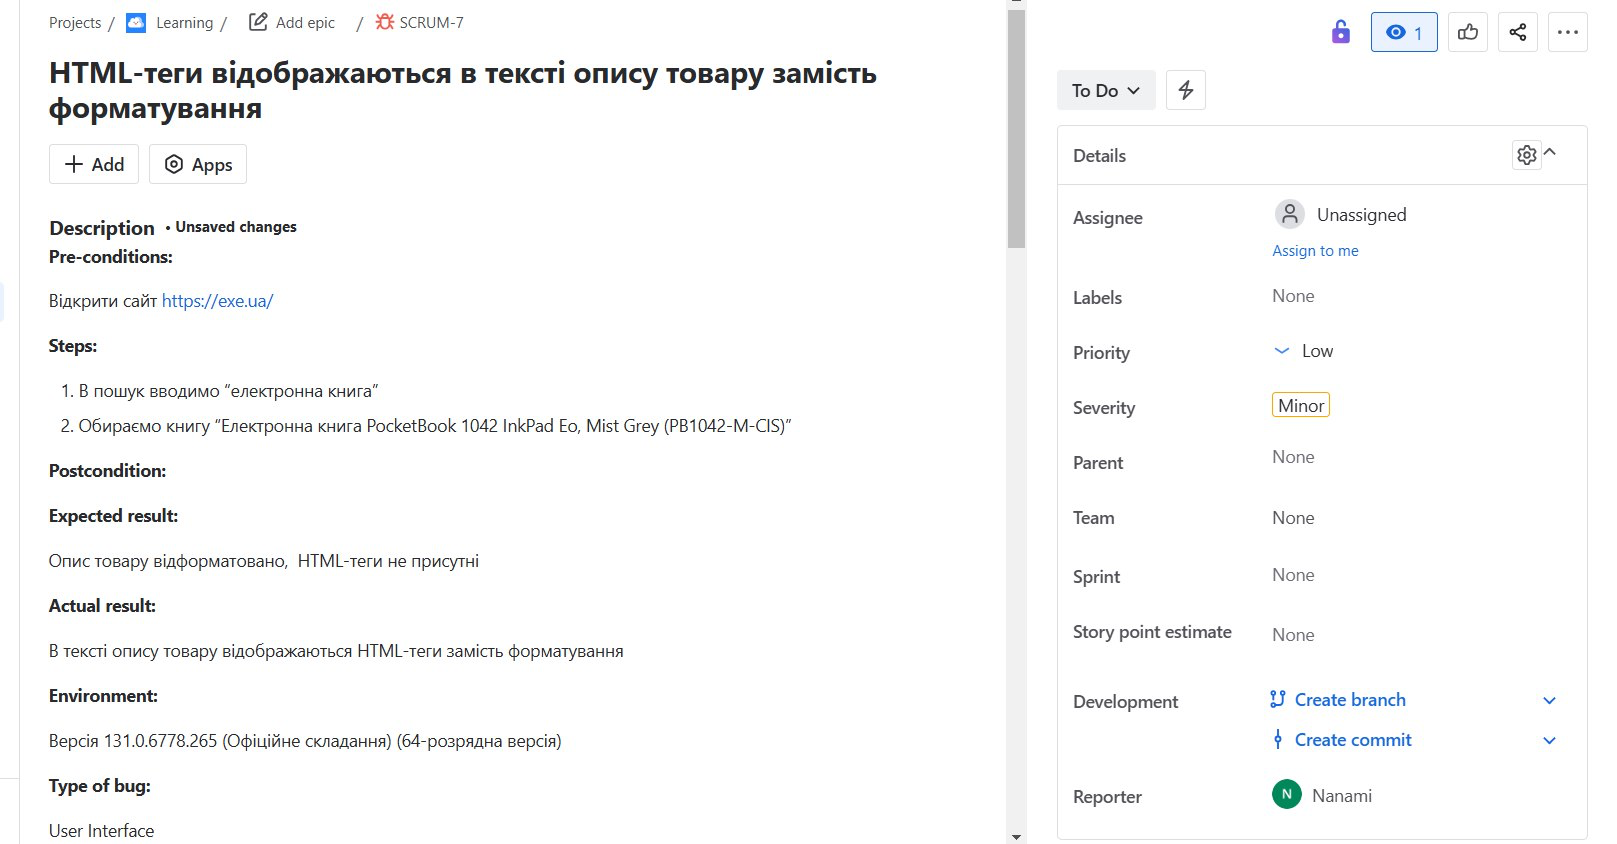 Projects / Learning / Add epic / SCRUM-7
HTML-теги відображаються в тексті опису товару замість
форматування
Add Apps
Description • Unsaved changes
Pre-conditions:
Відкрити сайт https://exe.ua/
Steps:
1. В пошук вводимо “електронна книга”
2. Обираємо книгу “Електронна книга PocketBook 1042 InkPad Eo, Mist Grey (PB1042-M-CIS)”
Postcondition:
Expected result:
Опис товару відформатовано, HTML-теги не присутні
Actual result:
В тексті опису товару відображаються HTML-теги замість форматування
Environment:
Версія 131.0.6778.265 (Офіційне складання) (64-розрядна версія)
Type of bug:
User Interface
1
To Do
Details
Assignee Unassigned
Assign to me
Labels None
Priority Low
Severity Minor
Parent None
Team None
Sprint None
Story point estimate None
Development Create branch
Create commit
Reporter N Nanami